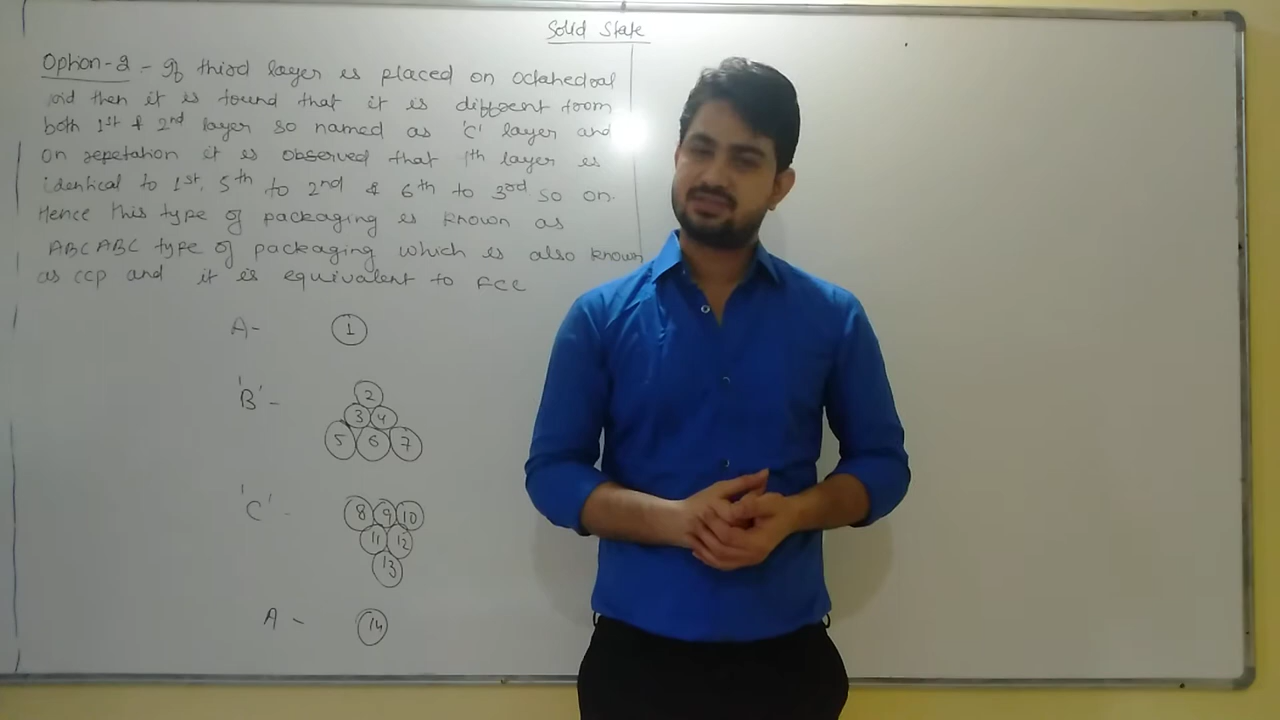 Solid State
Option-2 - If third layer is placed on octahedral
void then it is found that it is different from
both 1st & 2nd layer so named as 'C' layer and
on repetation it is observed that 4th layer is
identical to 1st, 5th to 2nd & 6th to 3rd so on.
Hence this type of packaging is known as
ABCABC type of packaging which is also known
as ccp and it is equivalent to FCC
A- 1
'B'- 2
3 4
5 6 7
'C' - 8 9 10
11 12
13
A - 14